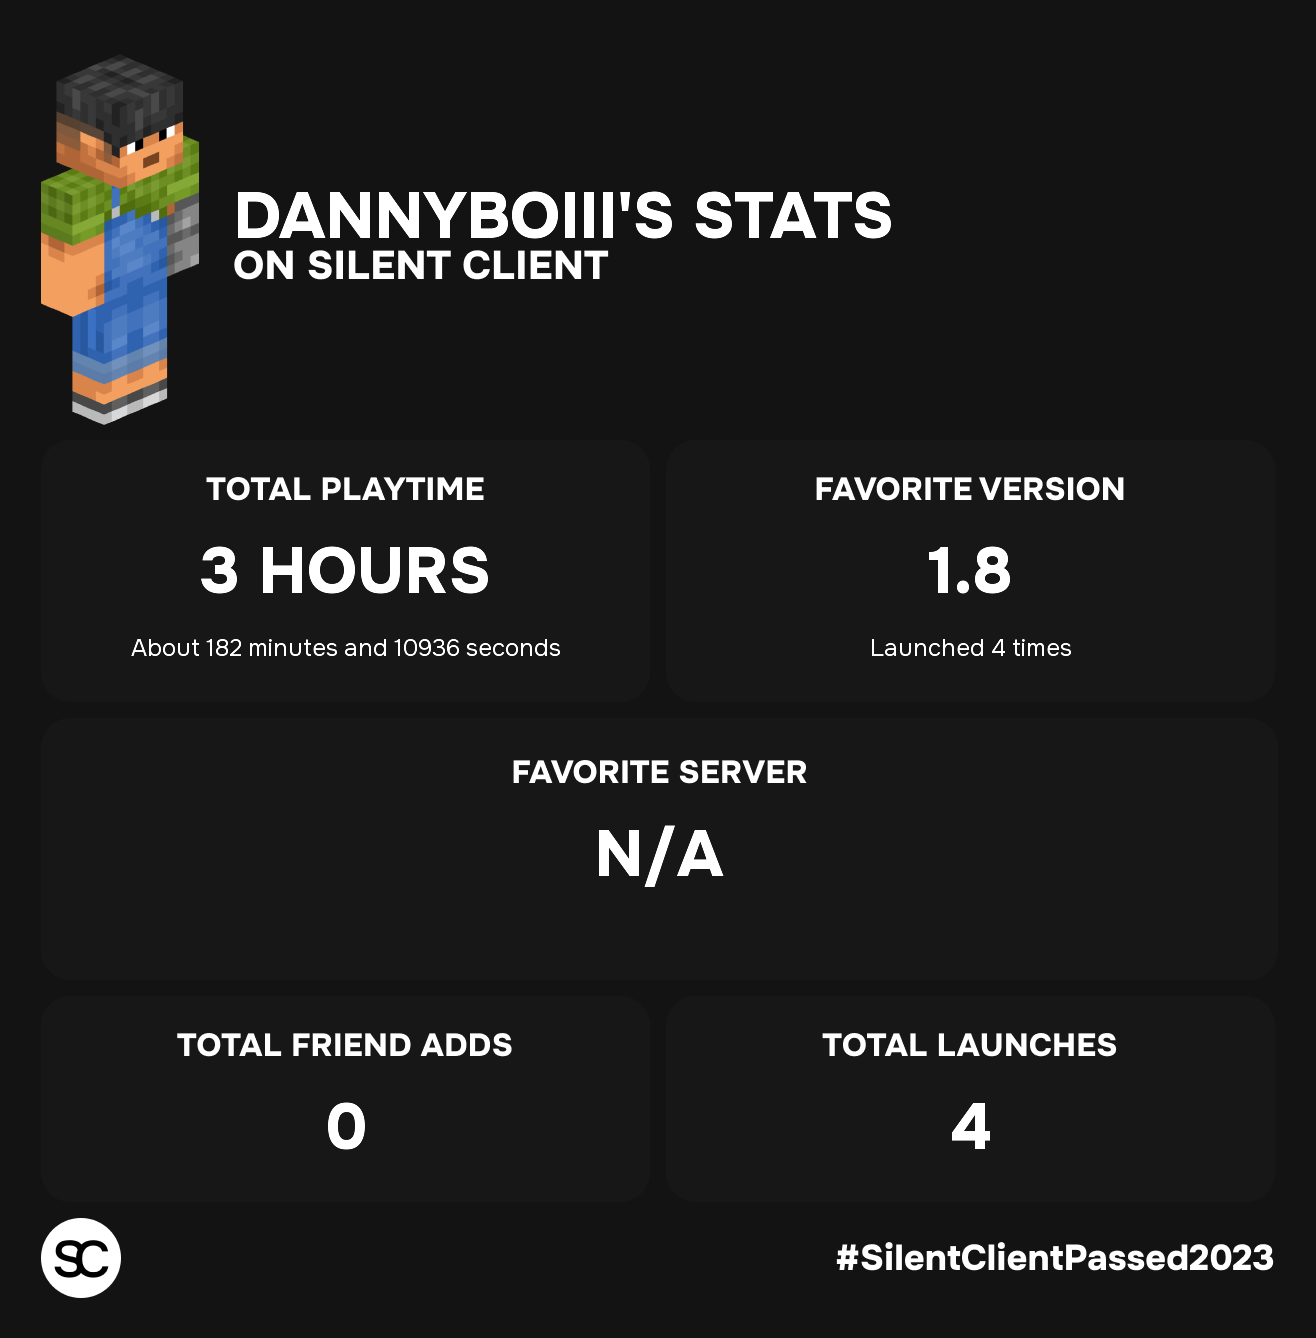 DANNYBOIII'S STATS
ON SILENT CLIENT
TOTAL PLAYTIME
3 HOURS
About 182 minutes and 10936 seconds
FAVORITE VERSION
1.8
Launched 4 times
FAVORITE SERVER
N/A
TOTAL FRIEND ADDS
0
TOTAL LAUNCHES
4
SC
#SilentClientPassed2023